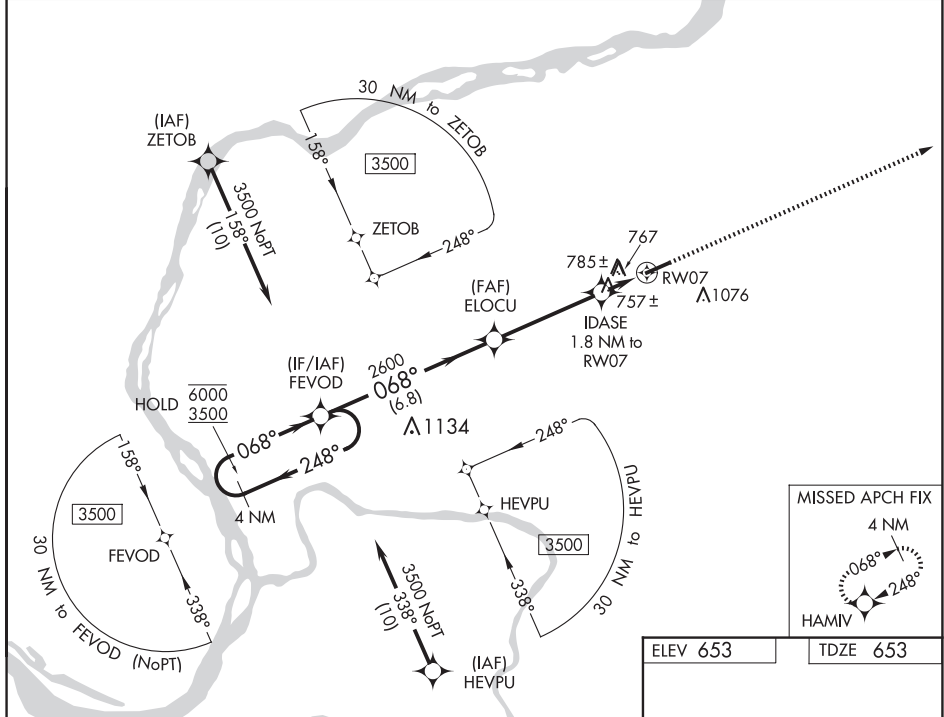 30 NM to ZETOB
(IAF)
ZETOB
158°
3500
3500 NoPT
158°
(10)
ZETOB
248°
767
785±
RW07
1076
757±
(FAF)
ELOCU
IDASE
1.8 NM to
RW07
(IF/IAF)
FEVOD
2600
068°
(6.8)
HOLD
6000
3500
1134
068°
248°
4 NM
248°
158°
3500
FEVOD
338°
30 NM to FEVOD (NoPT)
HEVPU
3500
338°
30 NM to HEVPU
3500 NoPT
338°
(10)
(IAF)
HEVPU
MISSED APCH FIX
4 NM
068°
248°
HAMIV
ELEV 653
TDZE 653